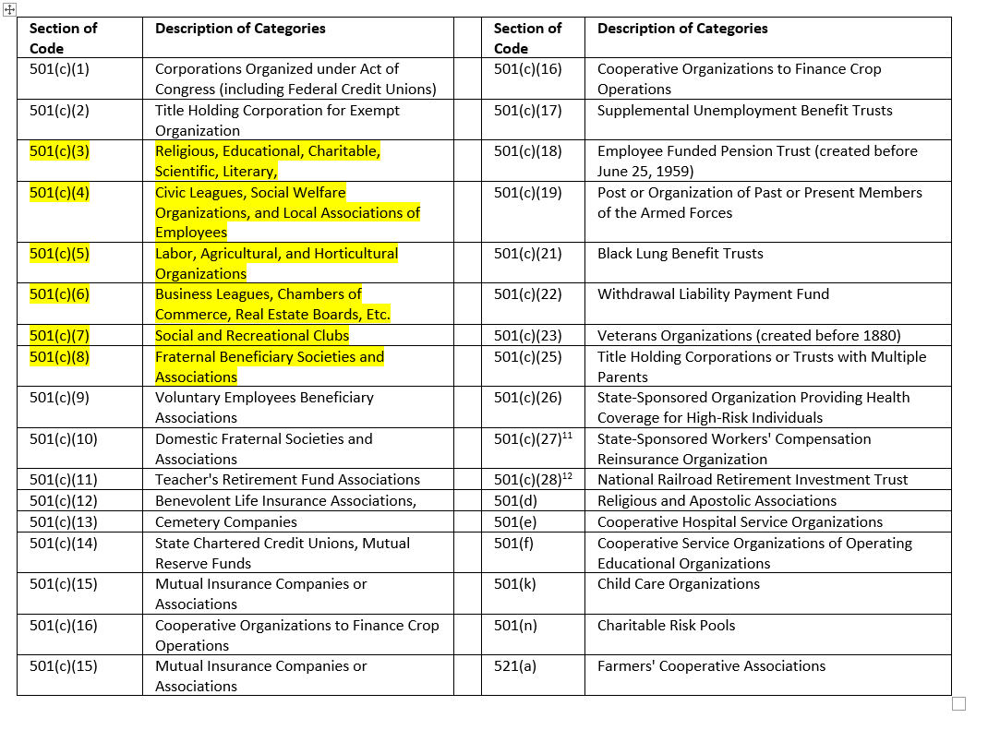 Section of Code Description of Categories Section of Code Description of Categories
501(c)(1) Corporations Organized under Act of 501(c)(16) Cooperative Organizations to Finance Crop
Congress (including Federal Credit Unions) Operations
501(c)(2) Title Holding Corporation for Exempt 501(c)(17) Supplemental Unemployment Benefit Trusts
Organization
501(c)(3) Religious, Educational, Charitable, 501(c)(18) Employee Funded Pension Trust (created before
Scientific, Literary, June 25, 1959)
501(c)(4) Civic Leagues, Social Welfare 501(c)(19) Post or Organization of Past or Present Members
Organizations, and Local Associations of of the Armed Forces
Employees
501(c)(5) Labor, Agricultural, and Horticultural 501(c)(21) Black Lung Benefit Trusts
Organizations
501(c)(6) Business Leagues, Chambers of 501(c)(22) Withdrawal Liability Payment Fund
Commerce, Real Estate Boards, Etc.
501(c)(7) Social and Recreational Clubs 501(c)(23) Veterans Organizations (created before 1880)
501(c)(8) Fraternal Beneficiary Societies and 501(c)(25) Title Holding Corporations or Trusts with Multiple
Associations Parents
501(c)(9) Voluntary Employees Beneficiary 501(c)(26) State-Sponsored Organization Providing Health
Associations Coverage for High-Risk Individuals
501(c)(10) Domestic Fraternal Societies and 501(c)(27)¹¹ State-Sponsored Workers' Compensation
Associations Reinsurance Organization
501(c)(11) Teacher's Retirement Fund Associations 501(c)(28)¹² National Railroad Retirement Investment Trust
501(c)(12) Benevolent Life Insurance Associations, 501(d) Religious and Apostolic Associations
501(c)(13) Cemetery Companies 501(e) Cooperative Hospital Service Organizations
501(c)(14) State Chartered Credit Unions, Mutual 501(f) Cooperative Service Organizations of Operating
Reserve Funds Educational Organizations
501(c)(15) Mutual Insurance Companies or 501(k) Child Care Organizations
Associations
501(c)(16) Cooperative Organizations to Finance Crop 501(n) Charitable Risk Pools
Operations
501(c)(15) Mutual Insurance Companies or 521(a) Farmers' Cooperative Associations
Associations